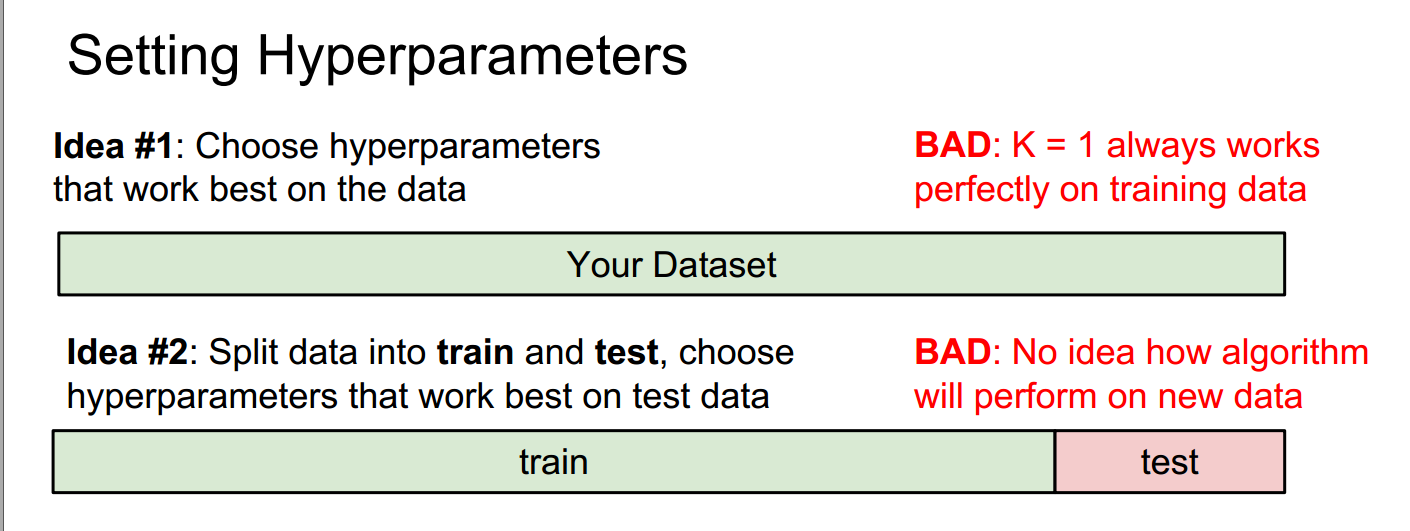 Setting Hyperparameters
Idea #1: Choose hyperparameters
that work best on the data
BAD: K = 1 always works
perfectly on training data
Your Dataset
Idea #2: Split data into train and test, choose
hyperparameters that work best on test data
BAD: No idea how algorithm
will perform on new data
train
test